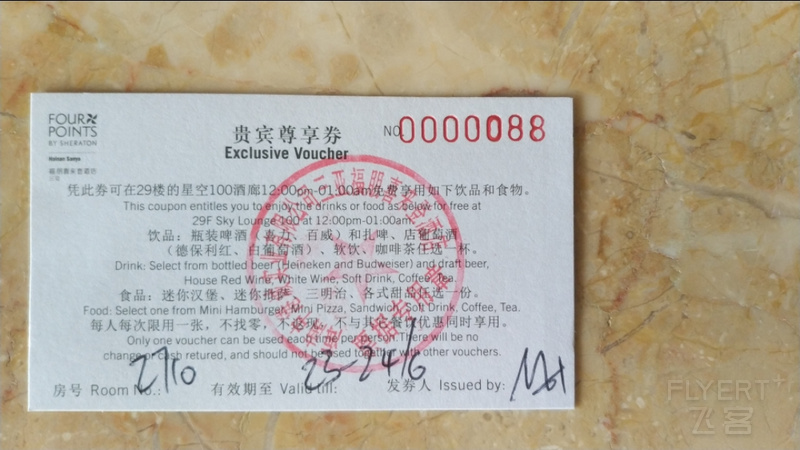 FOUR POINTS
BY SHERATON
Hainan Sanya
贵宾尊享券
Exclusive Voucher
NO. 0000088
凭此券可在29楼的星空100酒廊12:00pm-01:00am免费享用如下饮品和食物。
This coupon entitles you to enjoy the drinks or food as below for free at
29F Sky Lounge 100 at 12:00pm-01:00am.
饮品：瓶装啤酒（喜力、百威）和扎啤、店葡萄酒
（德保利红、白葡萄酒）、软饮、咖啡茶任选一杯。
Drink: Select from bottled beer (Heineken and Budweiser) and draft beer,
House Red Wine, White Wine, Soft Drink, Coffee, Tea.
食品：迷你汉堡、迷你披萨、三明治、各式甜品任选一份。
Food: Select one from Mini Hamburger, Mini Pizza, Sandwich, Soft Drink, Coffee, Tea.
每人每次限用一张，不找零，不兑现，不与其它餐饮优惠同时享用。
Only one voucher can be used each time per person. There will be no
change or cash retured, and should not be used together with other vouchers.
房号 Room No.: 2710 有效期至 Valid till: 23-24/6 发券人 Issued by:
FLYERT
飞客